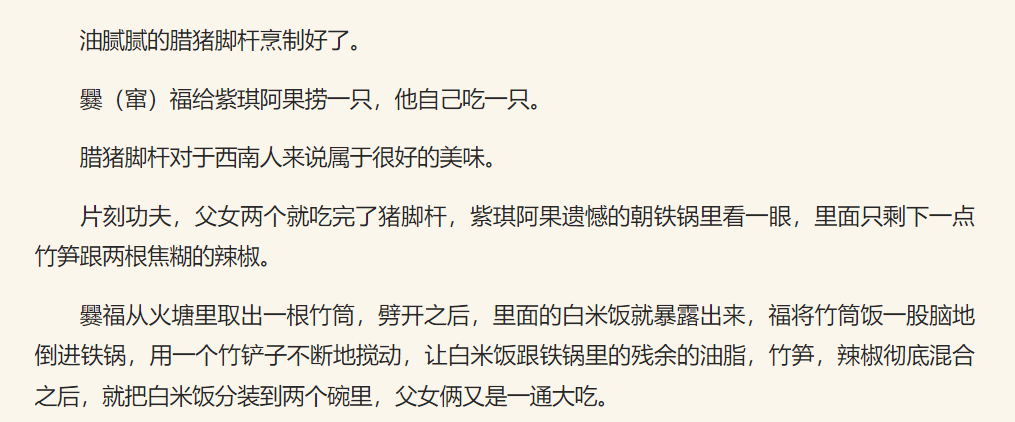 油腻腻的腊猪脚杆烹制好了。
爨（窜）福给紫琪阿果捞一只，他自己吃一只。
腊猪脚杆对于西南人来说属于很好的美味。
片刻功夫，父女两个就吃完了猪脚杆，紫琪阿果遗憾的朝铁锅里看一眼，里面只剩下一点
竹笋跟两根焦糊的辣椒。
爨福从火塘里取出一根竹筒，劈开之后，里面的白米饭就暴露出来，福将竹筒饭一股脑地
倒进铁锅，用一个竹铲子不断地搅动，让白米饭跟铁锅里的残余的油脂，竹笋，辣椒彻底混合
之后，就把白米饭分装到两个碗里，父女俩又是一通大吃。